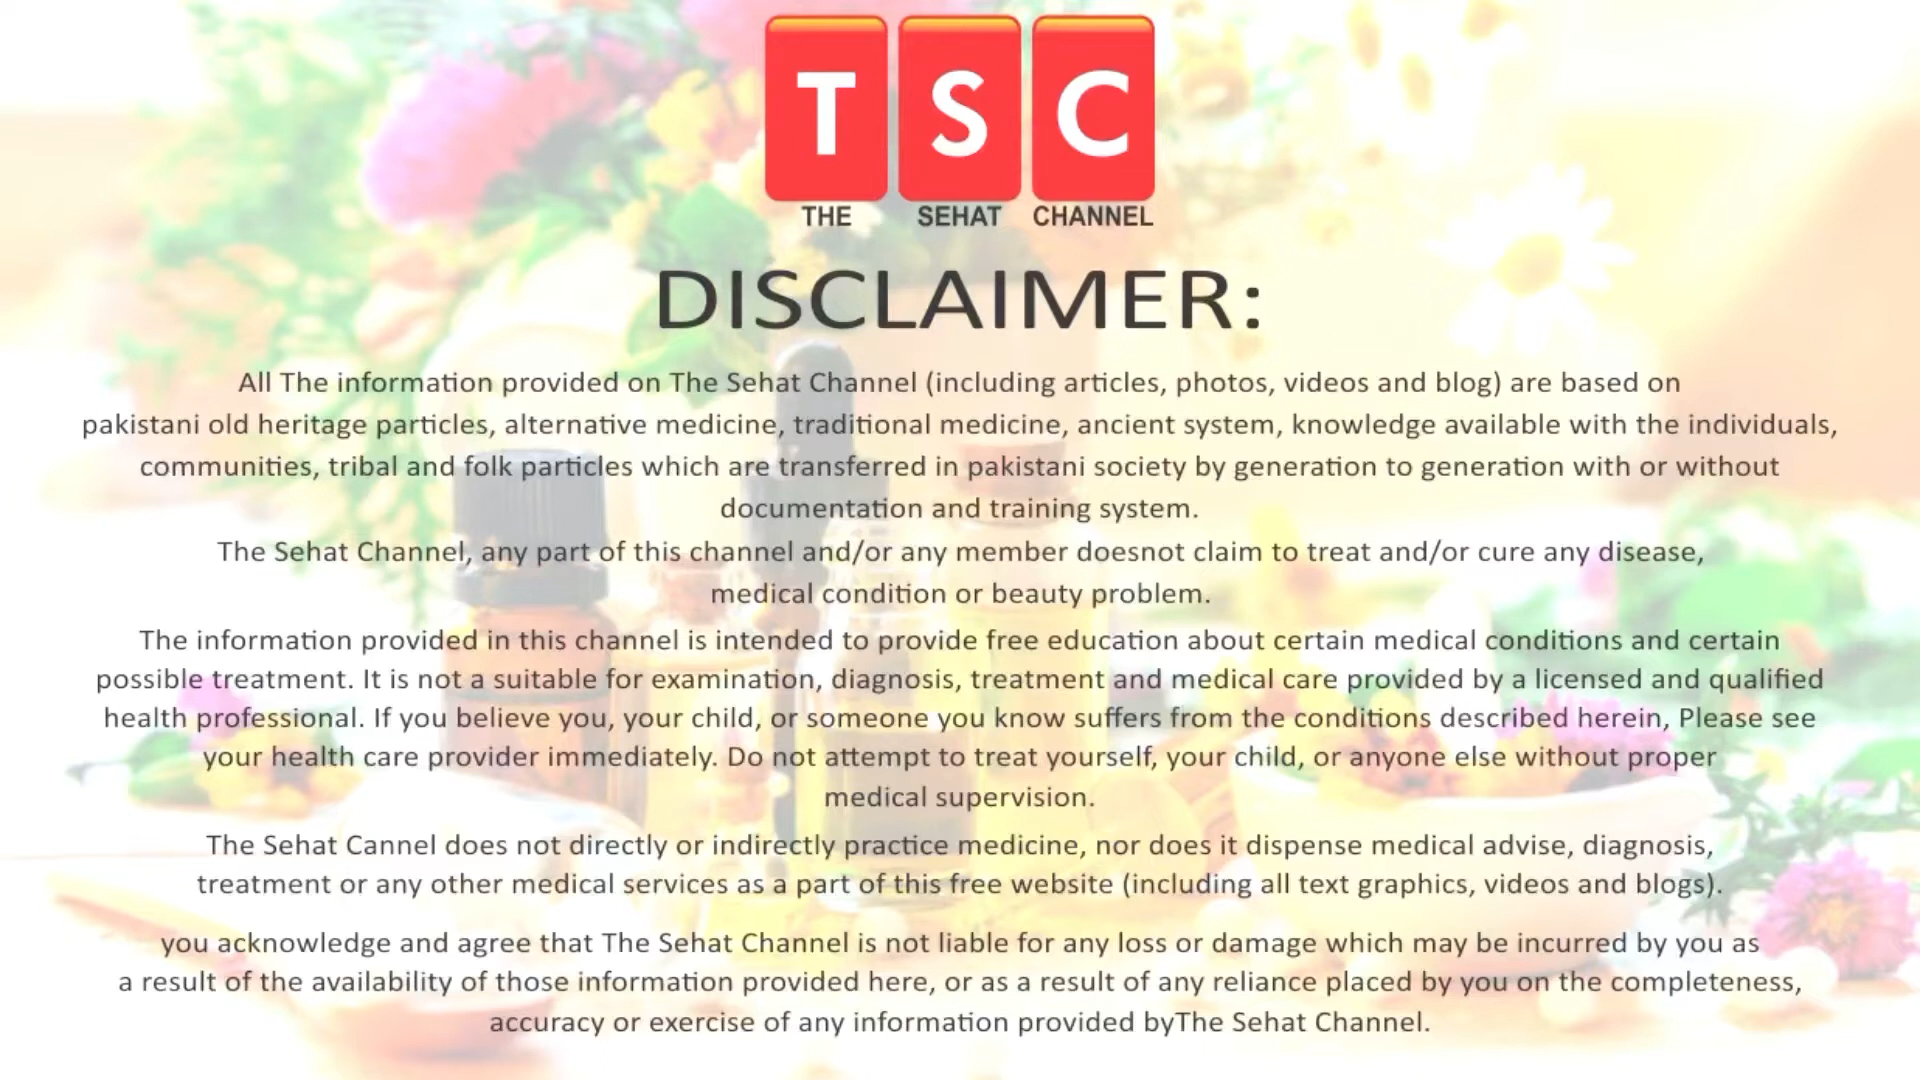 T S C
THE SEHAT CHANNEL
DISCLAIMER:
All The information provided on The Sehat Channel (including articles, photos, videos and blog) are based on
pakistani old heritage particles, alternative medicine, traditional medicine, ancient system, knowledge available with the individuals,
communities, tribal and folk particles which are transferred in pakistani society by generation to generation with or without
documentation and training system.
The Sehat Channel, any part of this channel and/or any member doesnot claim to treat and/or cure any disease,
medical condition or beauty problem.
The information provided in this channel is intended to provide free education about certain medical conditions and certain
possible treatment. It is not a suitable for examination, diagnosis, treatment and medical care provided by a licensed and qualified
health professional. If you believe you, your child, or someone you know suffers from the conditions described herein, Please see
your health care provider immediately. Do not attempt to treat yourself, your child, or anyone else without proper
medical supervision.
The Sehat Cannel does not directly or indirectly practice medicine, nor does it dispense medical advise, diagnosis,
treatment or any other medical services as a part of this free website (including all text graphics, videos and blogs).
you acknowledge and agree that The Sehat Channel is not liable for any loss or damage which may be incurred by you as
a result of the availability of those information provided here, or as a result of any reliance placed by you on the completeness,
accuracy or exercise of any information provided byThe Sehat Channel.